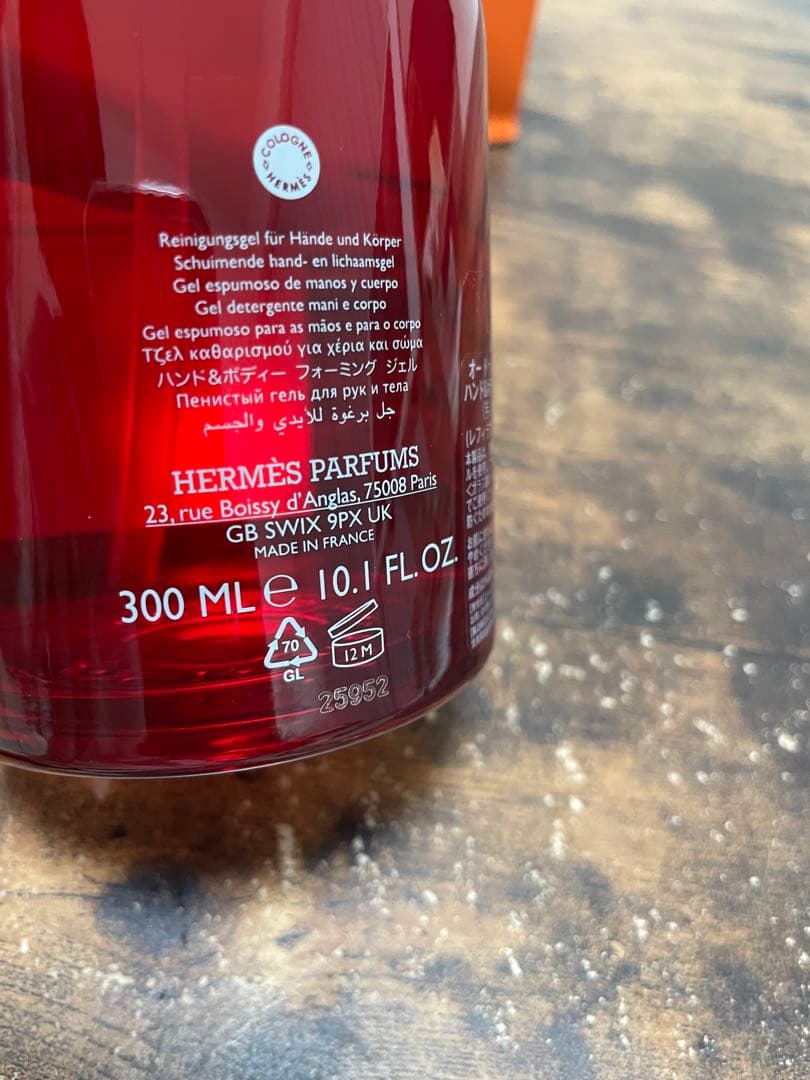 COLOGNE HERMÈS
Reinigungsgel für Hände und Körper
Schuimende hand- en lichaamsgel
Gel espumoso de manos y cuerpo
Gel detergente mani e corpo
Gel espumoso para as mãos e para o corpo
Τζελ καθαρισμού για χέρια και σώμα
ハンド&ボディー フォーミング ジェル
Пенистый гель для рук и тела
جل برغوة للأيدي والجسم
HERMÈS PARFUMS
23, rue Boissy d'Anglas, 75008 Paris
GB SWIX 9PX UK
MADE IN FRANCE
300 ML e 10.1 FL. OZ.
70
GL
12 M
25952